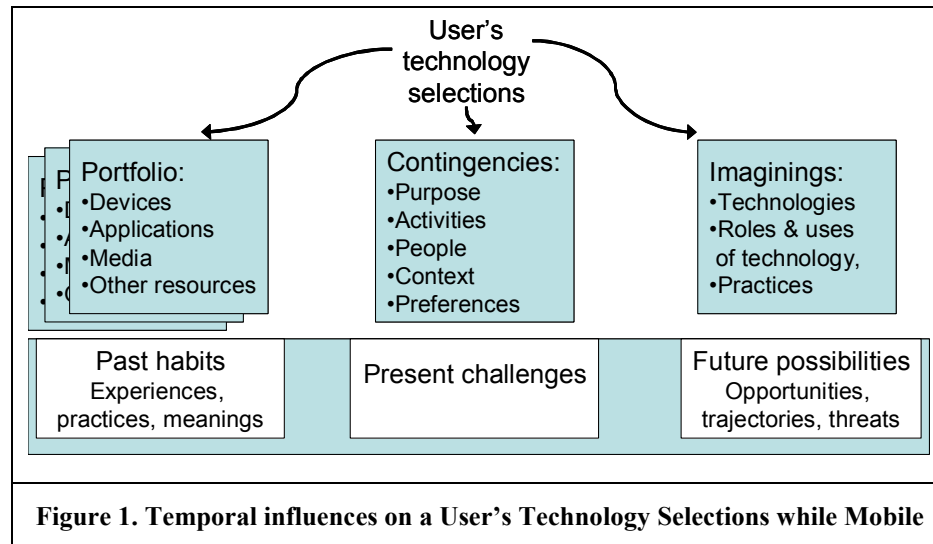 User's
technology
selections
Portfolio:
•Devices
•Applications
•Media
•Other resources
P
D
A
M
O
Contingencies:
•Purpose
•Activities
•People
•Context
•Preferences
Imaginings:
•Technologies
•Roles & uses
of technology,
•Practices
Past habits
Experiences,
practices, meanings
Present challenges
Future possibilities
Opportunities,
trajectories, threats
Figure 1. Temporal influences on a User's Technology Selections while Mobile